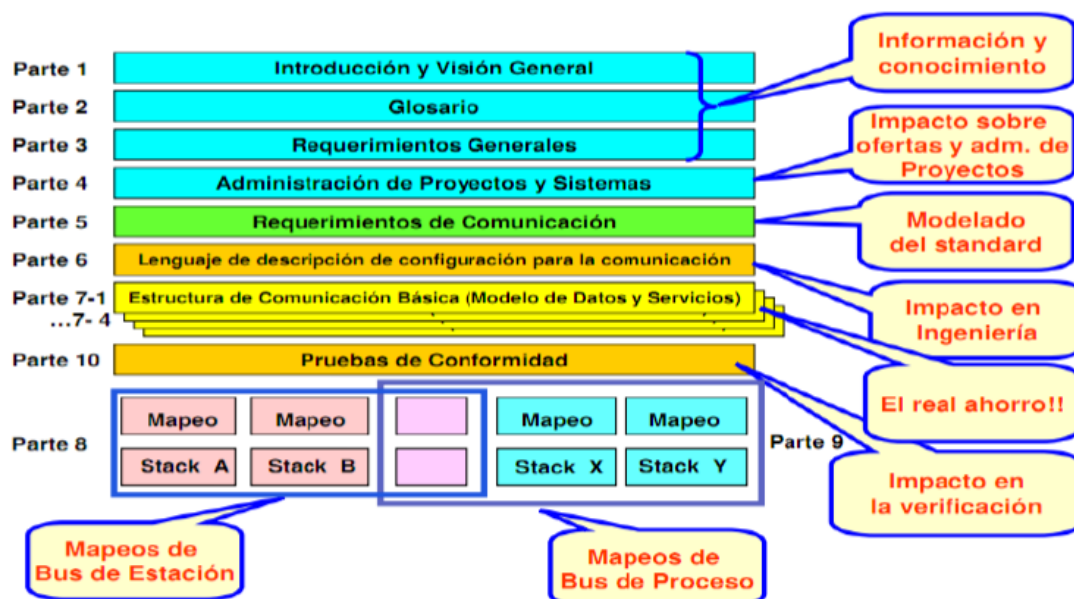 Parte 1
Introducción y Visión General
Información y
conocimiento
Parte 2
Glosario
Parte 3
Requerimientos Generales
Impacto sobre
ofertas y adm. de
Proyectos
Parte 4
Administración de Proyectos y Sistemas
Parte 5
Requerimientos de Comunicación
Modelado
del standard
Parte 6
Lenguaje de descripción de configuración para la comunicación
Parte 7-1
...7- 4
Estructura de Comunicación Básica (Modelo de Datos y Servicios)
Impacto en
Ingeniería
Parte 10
Pruebas de Conformidad
El real ahorro!!
Parte 8
Mapeo
Mapeo
Mapeo
Mapeo
Parte 9
Stack A
Stack B
Stack X
Stack Y
Impacto en
la verificación
Mapeos de
Bus de Estación
Mapeos de
Bus de Proceso